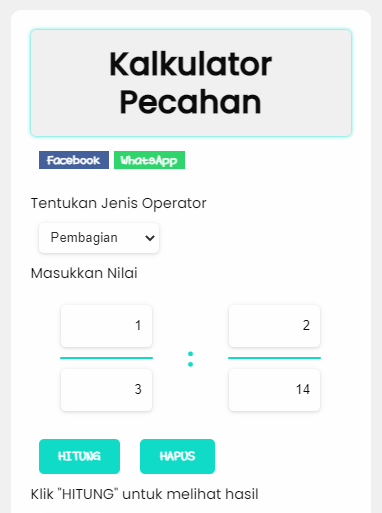 Kalkulator
Pecahan
Facebook WhatsApp
Tentukan Jenis Operator
Pembagian
Masukkan Nilai
1 : 2
3 14
HITUNG HAPUS
Klik "HITUNG" untuk melihat hasil